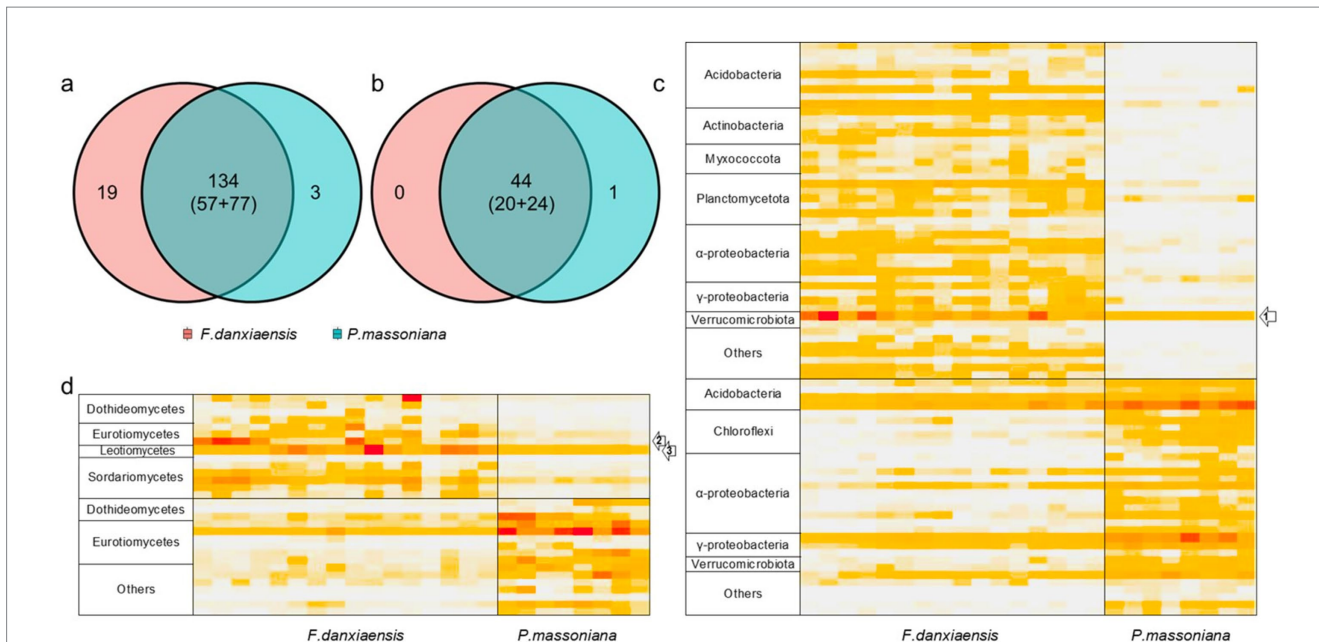 a
19
134
(57+77)
3
b
0
44
(20+24)
1
F.danxiaensis
P.massoniana
c
Acidobacteria
Actinobacteria
Myxococcota
Planctomycetota
α-proteobacteria
γ-proteobacteria
Verrucomicrobiota
1
Others
Acidobacteria
Chloroflexi
α-proteobacteria
γ-proteobacteria
Verrucomicrobiota
Others
F.danxiaensis
P.massoniana
d
Dothideomycetes
Eurotiomycetes
2
Leotiomycetes
3
Sordariomycetes
Dothideomycetes
Eurotiomycetes
Others
F.danxiaensis
P.massoniana